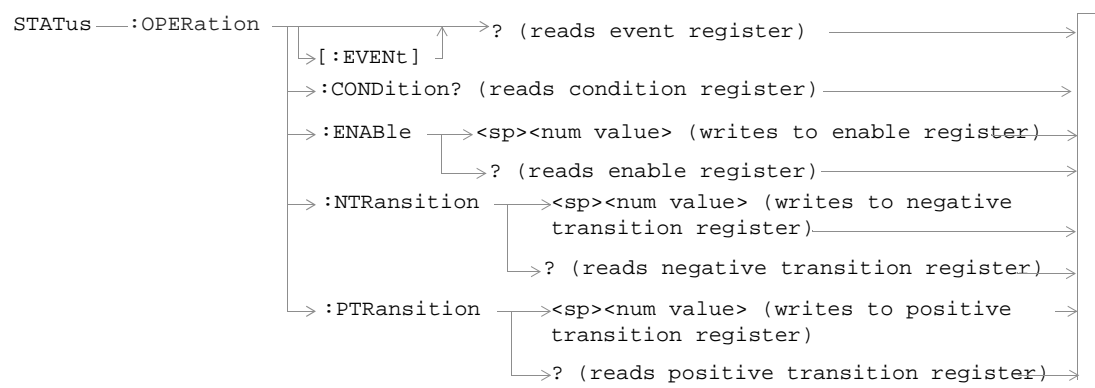 STATus :OPERation ? (reads event register)
[:EVENt]
:CONDition? (reads condition register)
:ENABle <sp><num value> (writes to enable register)
? (reads enable register)
:NTRansition <sp><num value> (writes to negative
transition register)
? (reads negative transition register)
:PTRansition <sp><num value> (writes to positive
transition register)
? (reads positive transition register)